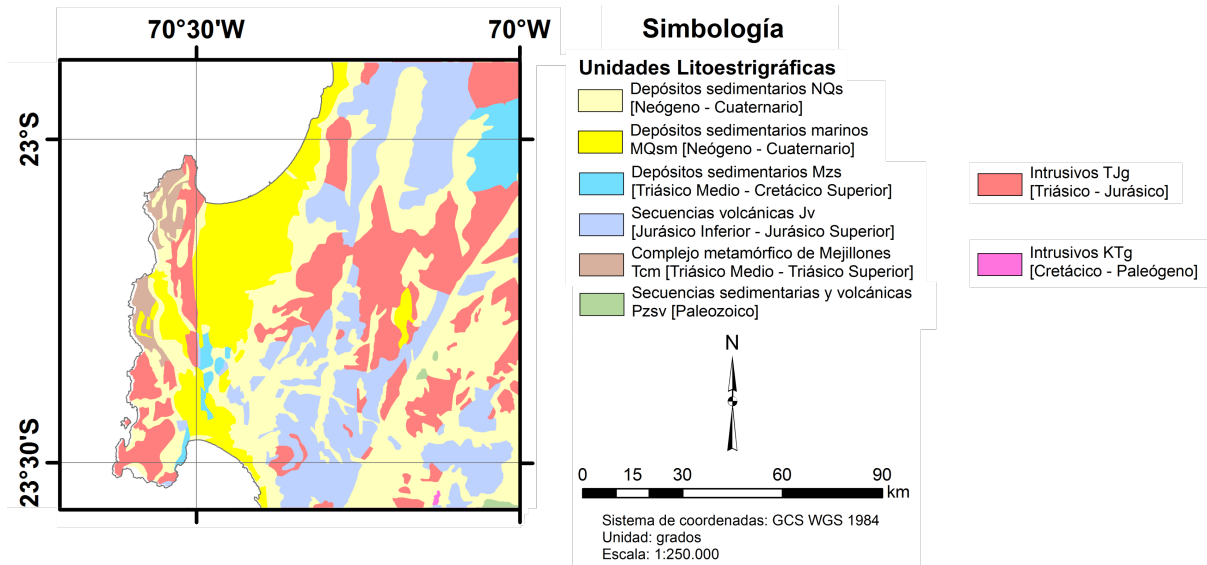 70°30'W
70°W
23°S
23°30'S
Simbología
Unidades Litoestrigráficas
Depósitos sedimentarios NQs
[Neógeno - Cuaternario]
Depósitos sedimentarios marinos
MQsm [Neógeno - Cuaternario]
Depósitos sedimentarios Mzs
[Triásico Medio - Cretácico Superior]
Secuencias volcánicas Jv
[Jurásico Inferior - Jurásico Superior]
Complejo metamórfico de Mejillones
Tcm [Triásico Medio - Triásico Superior]
Secuencias sedimentarias y volcánicas
Pzsv [Paleozoico]
Intrusivos TJg
[Triásico - Jurásico]
Intrusivos KTg
[Cretácico - Paleógeno]
N
0 15 30 60 90
km
Sistema de coordenadas: GCS WGS 1984
Unidad: grados
Escala: 1:250.000